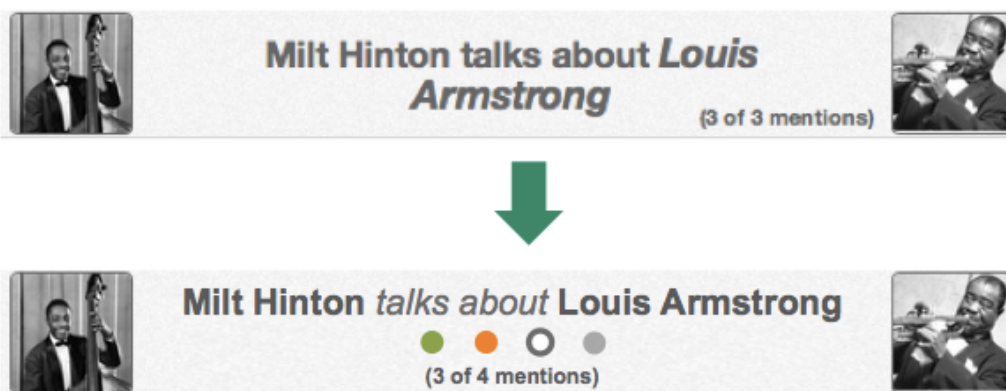 Milt Hinton talks about Louis
Armstrong
(3 of 3 mentions)
Milt Hinton talks about Louis Armstrong
(3 of 4 mentions)